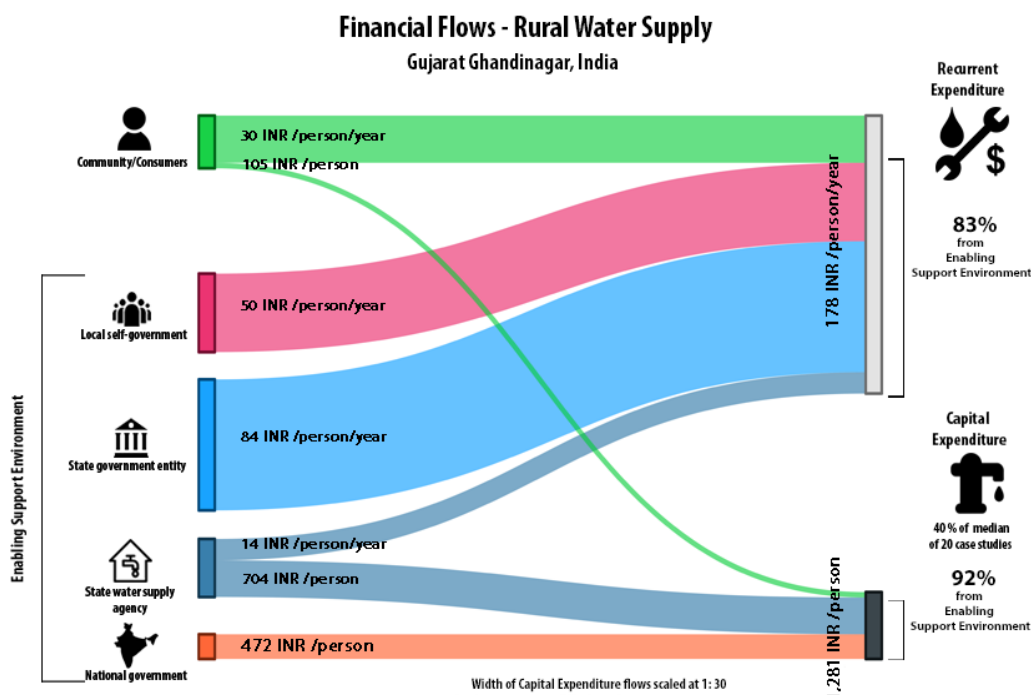 Financial Flows - Rural Water Supply
Gujarat Ghandinagar, India
Community/Consumers
30 INR /person/year
105 INR /person
Recurrent
Expenditure
$
178 INR /person/year
83%
from
Enabling
Support Environment
Enabling Support Environment
Local self-government
50 INR /person/year
State government entity
84 INR /person/year
Capital
Expenditure
40 % of median
of 20 case studies
State water supply
agency
14 INR /person/year
704 INR /person
.281 INR /person
92%
from
Enabling
Support Environment
National government
472 INR /person
Width of Capital Expenditure flows scaled at 1: 30